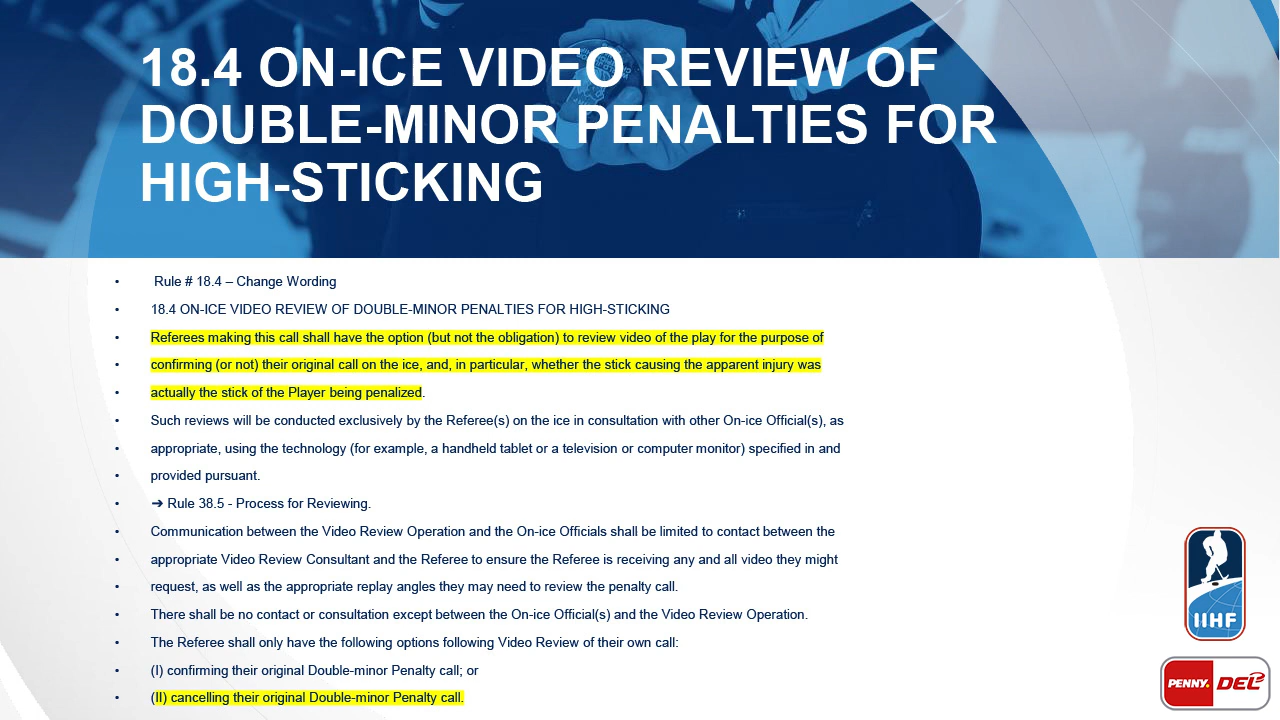 18.4 ON-ICE VIDEO REVIEW OF
DOUBLE-MINOR PENALTIES FOR
HIGH-STICKING
• Rule # 18.4 – Change Wording
• 18.4 ON-ICE VIDEO REVIEW OF DOUBLE-MINOR PENALTIES FOR HIGH-STICKING
• Referees making this call shall have the option (but not the obligation) to review video of the play for the purpose of
• confirming (or not) their original call on the ice, and, in particular, whether the stick causing the apparent injury was
• actually the stick of the Player being penalized.
• Such reviews will be conducted exclusively by the Referee(s) on the ice in consultation with other On-ice Official(s), as
• appropriate, using the technology (for example, a handheld tablet or a television or computer monitor) specified in and
• provided pursuant.
• ➔ Rule 38.5 - Process for Reviewing.
• Communication between the Video Review Operation and the On-ice Officials shall be limited to contact between the
• appropriate Video Review Consultant and the Referee to ensure the Referee is receiving any and all video they might
• request, as well as the appropriate replay angles they may need to review the penalty call.
• There shall be no contact or consultation except between the On-ice Official(s) and the Video Review Operation.
• The Referee shall only have the following options following Video Review of their own call:
• (I) confirming their original Double-minor Penalty call; or
• (II) cancelling their original Double-minor Penalty call.
IIHF
PENNY. DEL